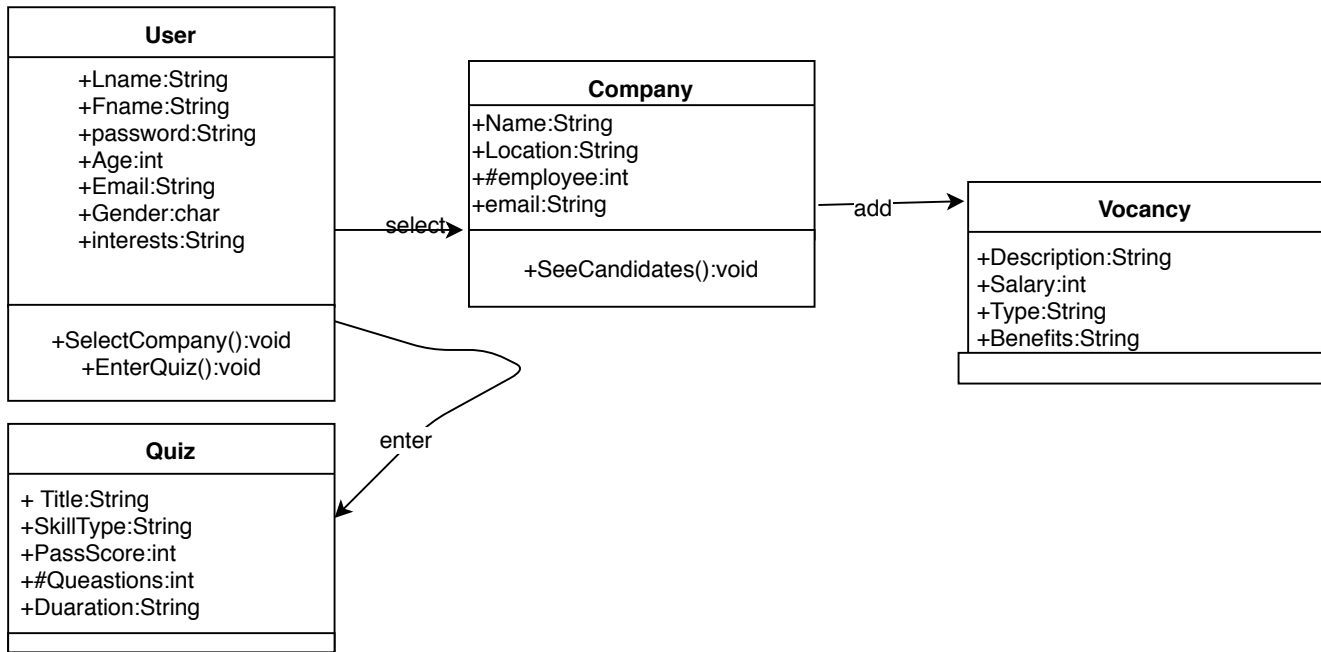 User
+Lname:String
+Fname:String
+password:String
+Age:int
+Email:String
+Gender:char
+interests:String
+SelectCompany():void
+EnterQuiz():void
select
Company
+Name:String
+Location:String
+#employee:int
+email:String
+SeeCandidates():void
add
Vocancy
+Description:String
+Salary:int
+Type:String
+Benefits:String
enter
Quiz
+ Title:String
+SkillType:String
+PassScore:int
+#Queastions:int
+Duaration:String